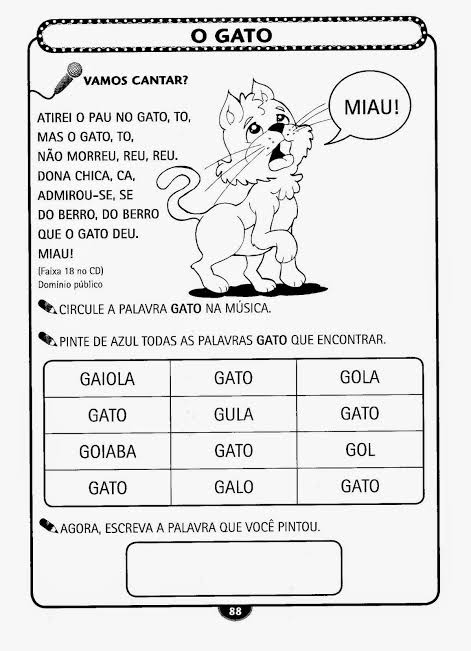 O GATO
VAMOS CANTAR?
ATIREI O PAU NO GATO, TO,
MAS O GATO, TO,
NÃO MORREU, REU, REU.
DONA CHICA, CA,
ADMIROU-SE, SE
DO BERRO, DO BERRO
QUE O GATO DEU.
MIAU!
(Faixa 18 no CD)
Domínio público
MIAU!
CIRCULE A PALAVRA GATO NA MÚSICA.
PINTE DE AZUL TODAS AS PALAVRAS GATO QUE ENCONTRAR.
GAIOLA GATO GOLA
GATO GULA GATO
GOIABA GATO GOL
GATO GALO GATO
AGORA, ESCREVA A PALAVRA QUE VOCÊ PINTOU.
88